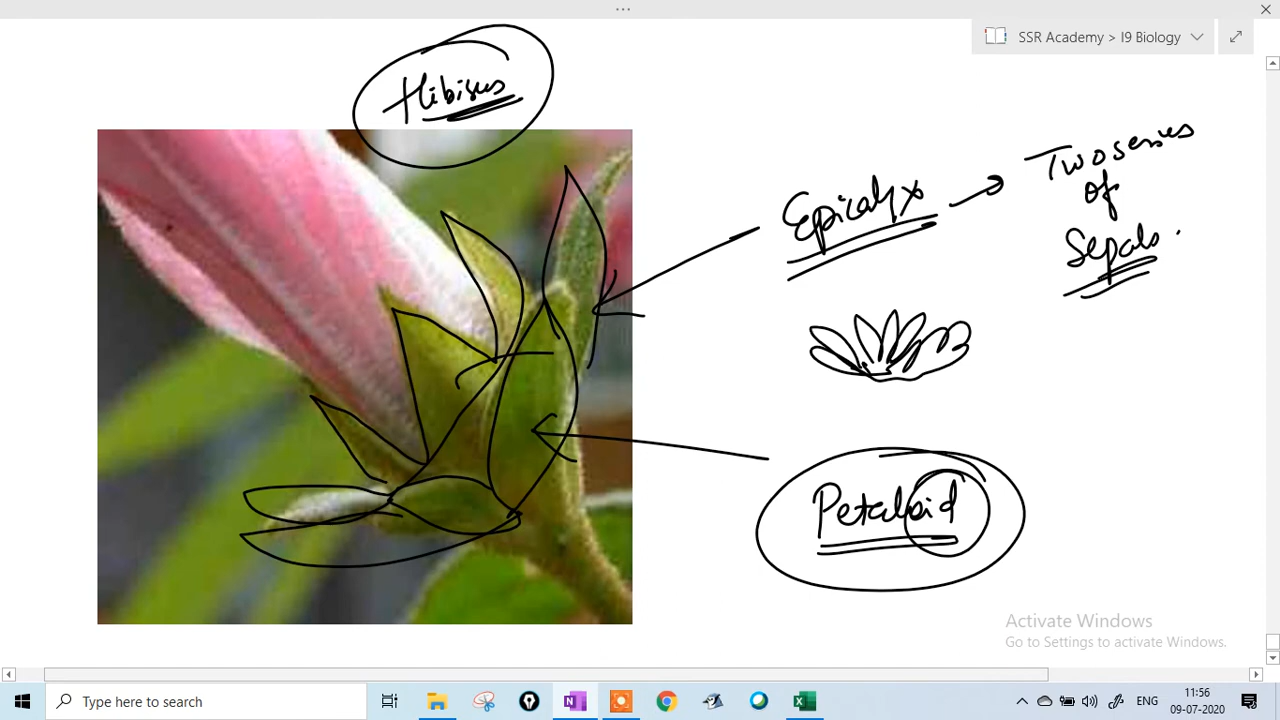 SSR Academy > I9 Biology
Hibiscus
Epicalyx
Two series
of
Sepals.
Petaloid
Activate Windows
Go to Settings to activate Windows.
Type here to search
ENG
11:56
09-07-2020